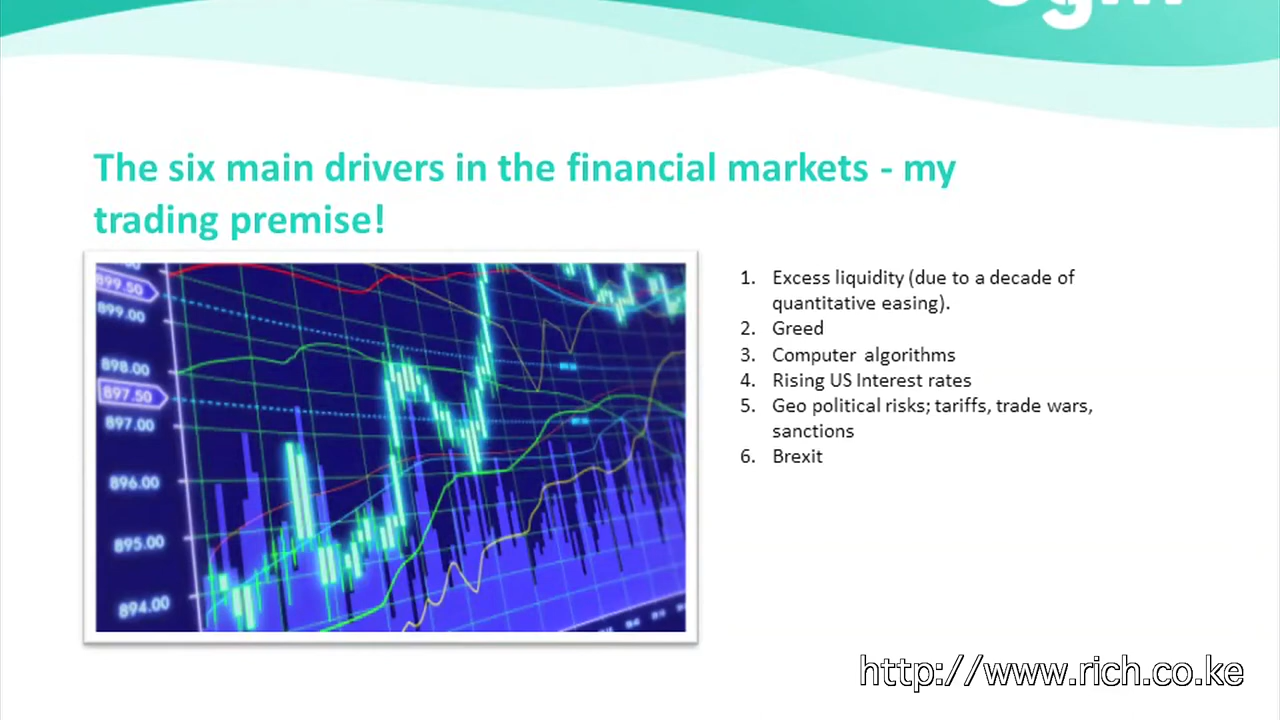 The six main drivers in the financial markets - my
trading premise!
899.50
899.00
898.00
897.50
897.00
896.00
895.00
894.00
1. Excess liquidity (due to a decade of
quantitative easing).
2. Greed
3. Computer algorithms
4. Rising US Interest rates
5. Geo political risks; tariffs, trade wars,
sanctions
6. Brexit
http://www.rich.co.ke